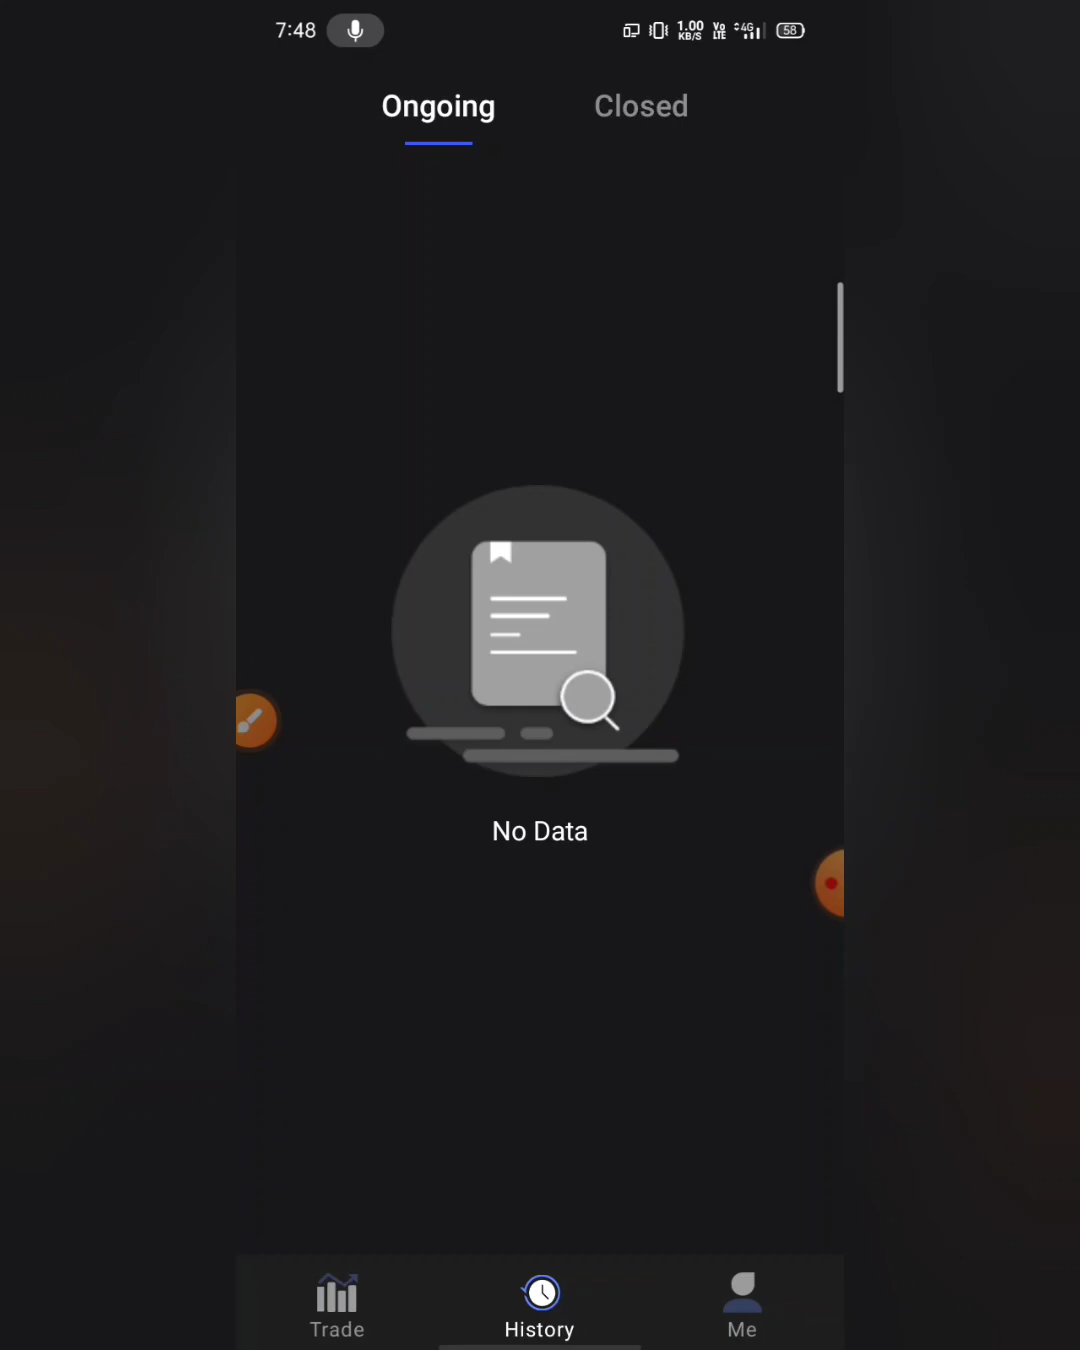 7:48
1.00
KB/S
Vo
LTE
4G
58
Ongoing
Closed
No Data
Trade
History
Me